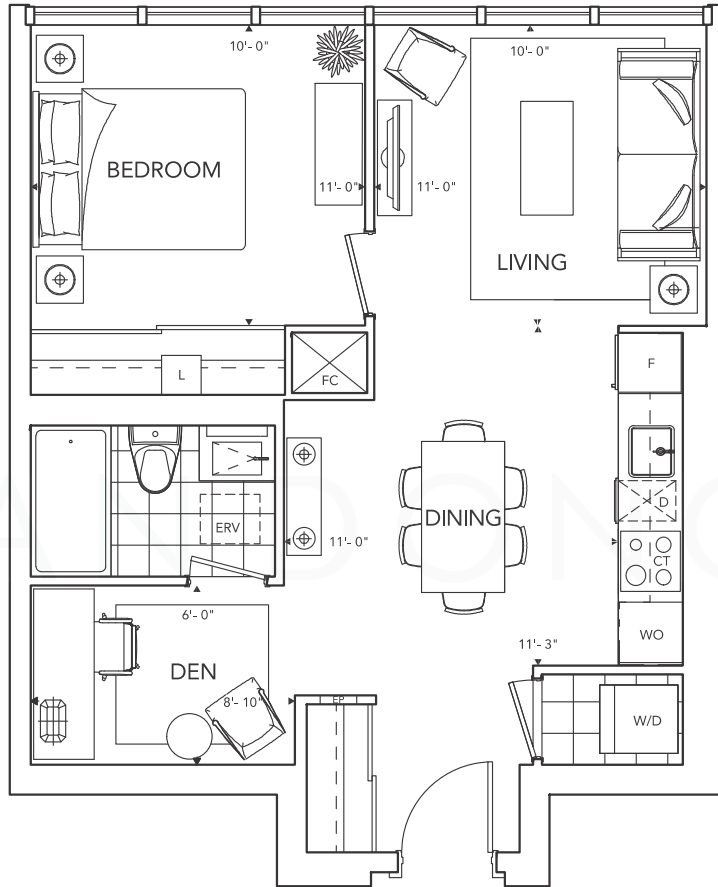 10'- 0"
10'- 0"
BEDROOM
11'- 0"
11'- 0"
LIVING
F
L
FC
D
DINING
ERV
11'- 0"
CT
6'- 0"
WO
11'- 3"
DEN
8'- 10"
EP
W/D